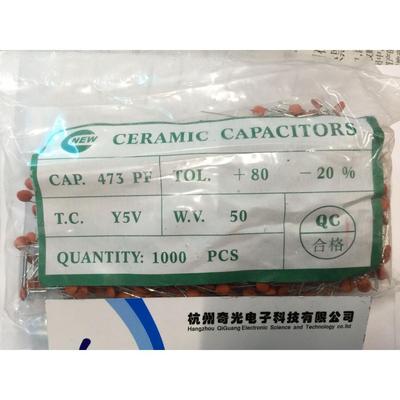 NEW CERAMIC CAPACITORS
CAP. 473 PF TOL. +80 -20 %
T.C. Y5V W.V. 50
QC
合格
QUANTITY: 1000 PCS
杭州奇光电子科技有限公司
Hangzhou QiGuang Electronic Science and Technology co.ltd